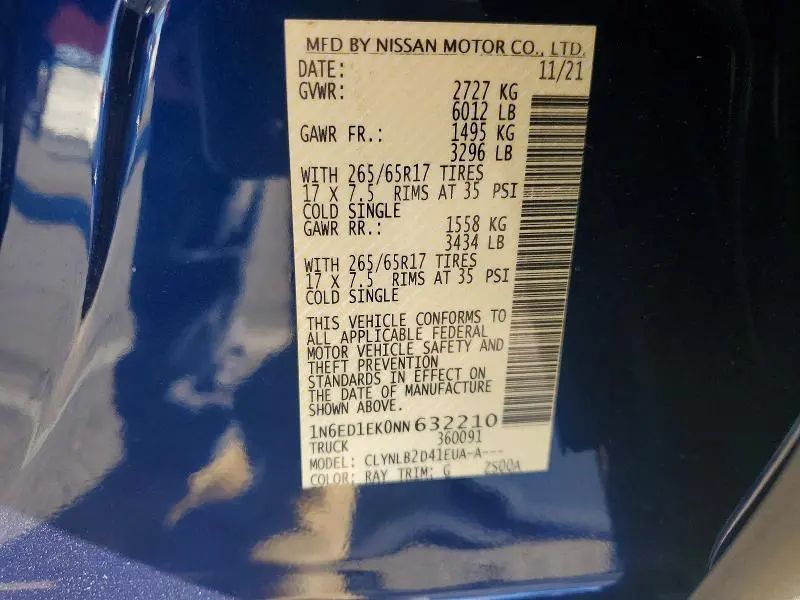 MFD BY NISSAN MOTOR CO., LTD.
DATE: 11/21
GVWR: 2727 KG
6012 LB
GAWR FR.: 1495 KG
3296 LB
WITH 265/65R17 TIRES
17 X 7.5 RIMS AT 35 PSI
COLD SINGLE
GAWR RR.: 1558 KG
3434 LB
WITH 265/65R17 TIRES
17 X 7.5 RIMS AT 35 PSI
COLD SINGLE
THIS VEHICLE CONFORMS TO
ALL APPLICABLE FEDERAL
MOTOR VEHICLE SAFETY AND
THEFT PREVENTION
STANDARDS IN EFFECT ON
THE DATE OF MANUFACTURE
SHOWN ABOVE.
1N6ED1EK0NN632210
TRUCK 360091
MODEL: CLYNLB2D41EUA-A---
COLOR: RAY TRIM: G 2S00A